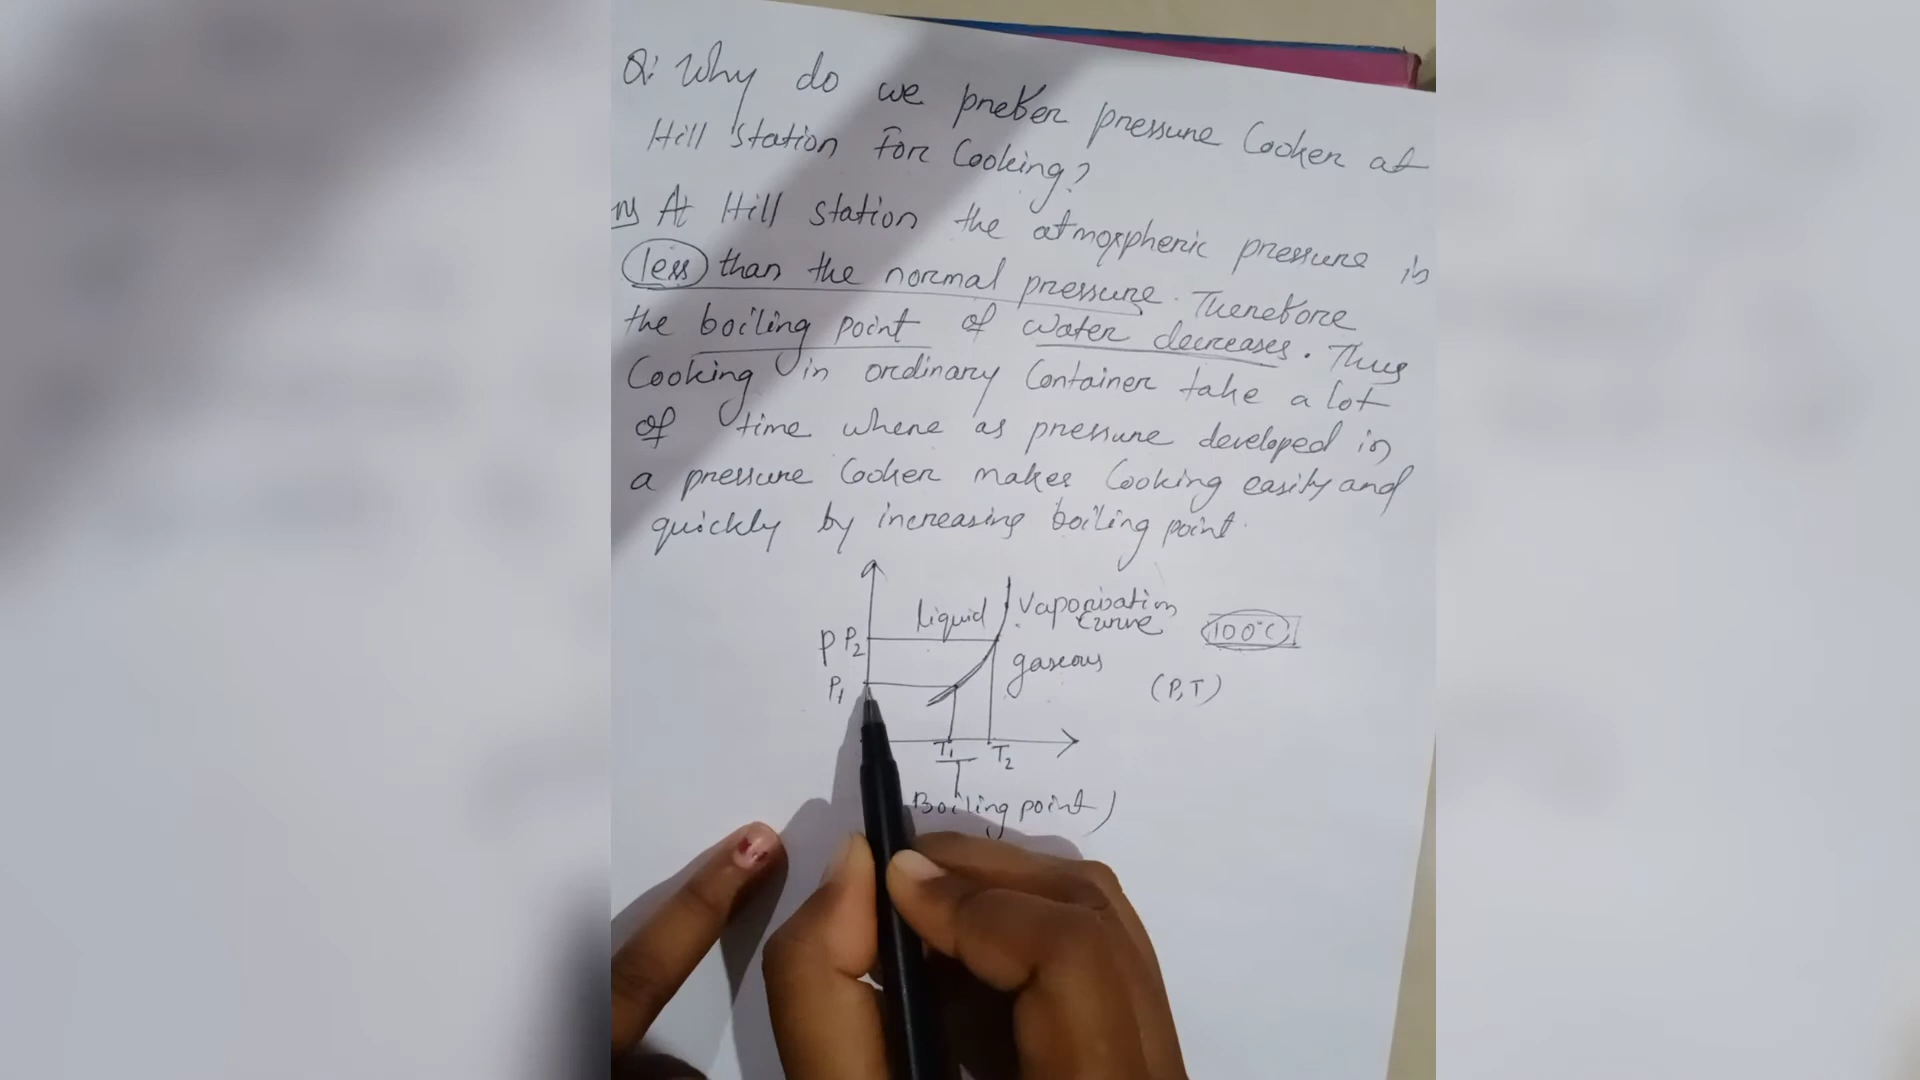 Q: Why do we prefer pressure Cooker at
Hill station For Cooking?
Ans At Hill station the atmospheric pressure is
less than the normal pressure. Therefore
the boiling point of water decreases. Thus
Cooking in ordinary Container take a lot
of time where as pressure developed in
a pressure Cooker makes Cooking easily and
quickly by increasing boiling point.
liquid Vaporisation
Curve
100°C
P P2
gaseous
P1
(P,T)
T1 T2
Boiling point)